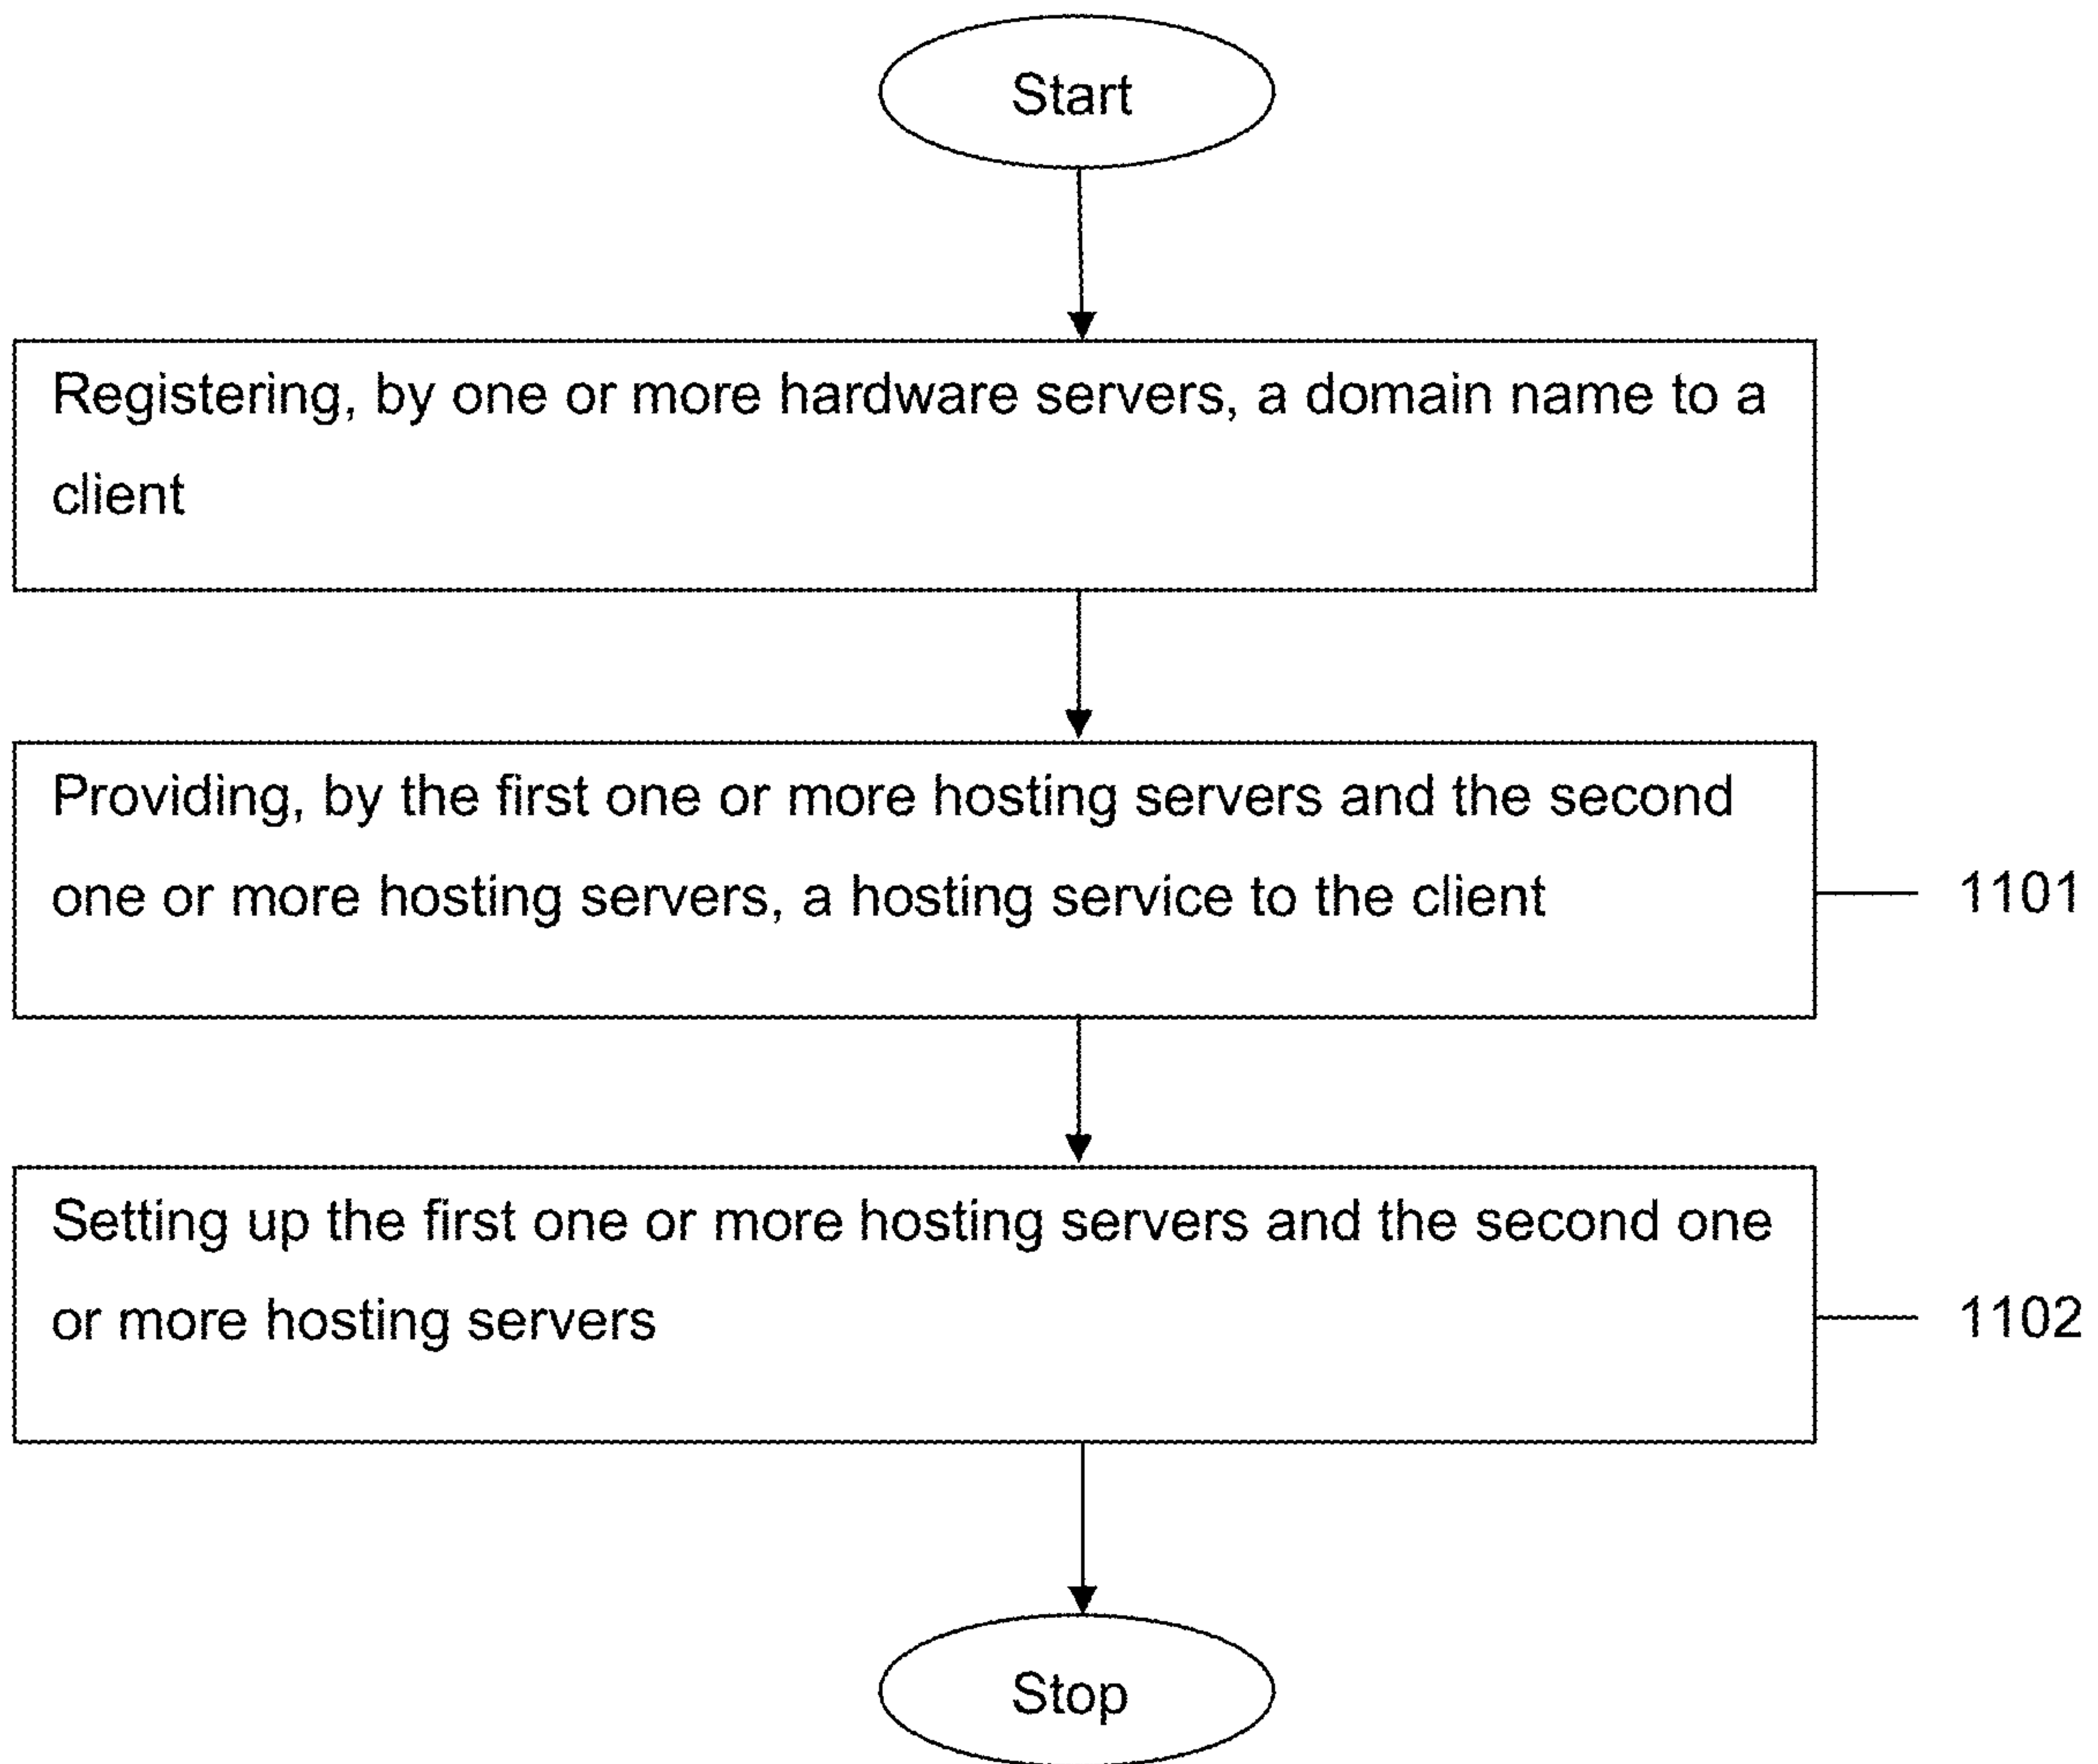 Start
Registering, by one or more hardware servers, a domain name to a
client
Providing, by the first one or more hosting servers and the second
one or more hosting servers, a hosting service to the client
1101
Setting up the first one or more hosting servers and the second one
or more hosting servers
1102
Stop